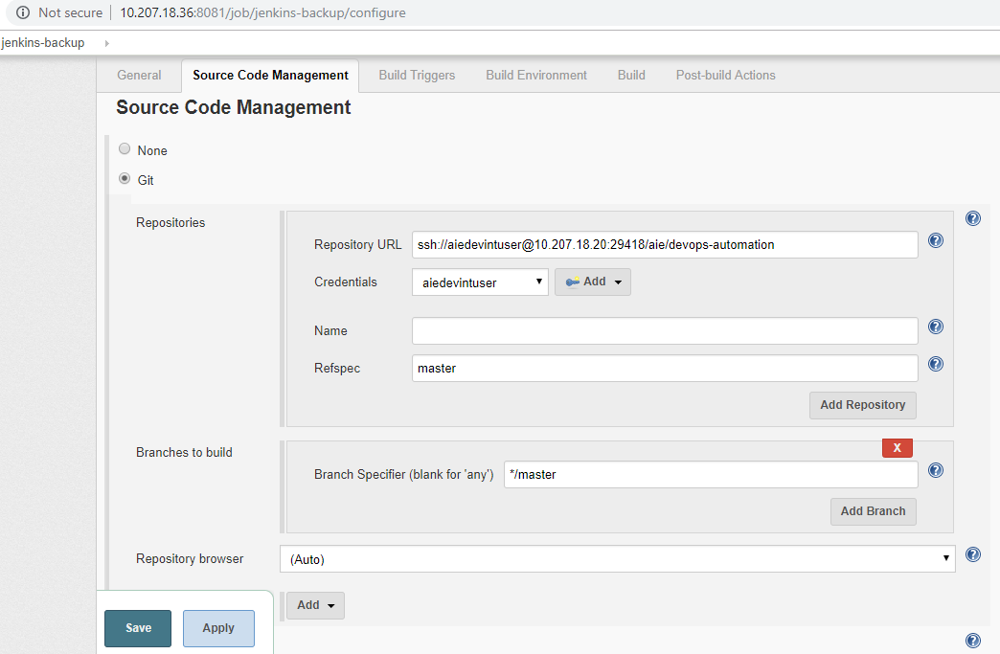 Not secure | 10.207.18.36:8081/job/jenkins-backup/configure
jenkins-backup
General Source Code Management Build Triggers Build Environment Build Post-build Actions
Source Code Management
None
Git
Repositories
Repository URL ssh://aiedevintuser@10.207.18.20:29418/aie/devops-automation
Credentials aiedevintuser Add
Name
Refspec master
Add Repository
Branches to build
X
Branch Specifier (blank for 'any') */master
Add Branch
Repository browser (Auto)
Add
Save Apply